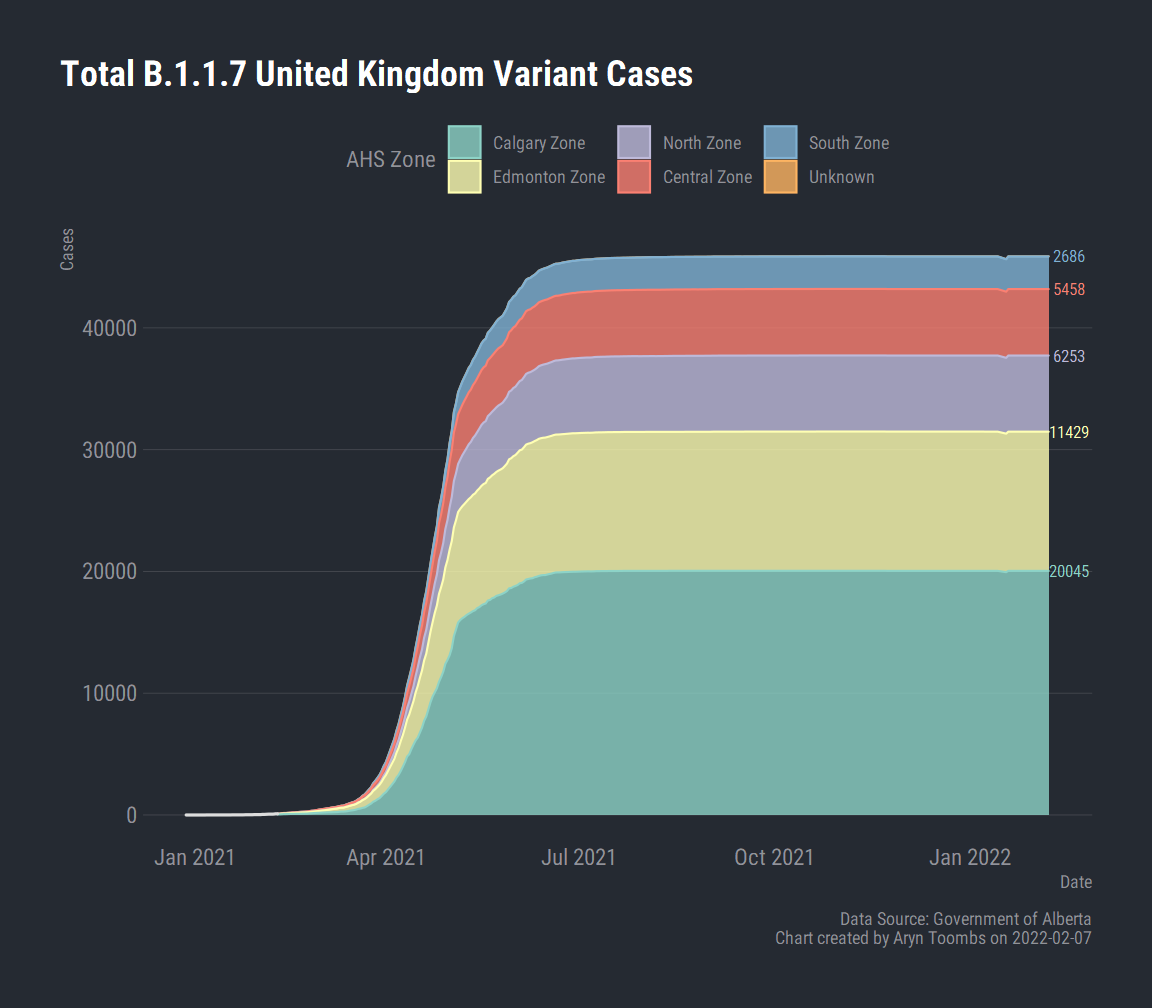 Total B.1.1.7 United Kingdom Variant Cases
AHS Zone
Calgary Zone
North Zone
South Zone
Edmonton Zone
Central Zone
Unknown
Cases
2686
5458
40000
6253
11429
30000
20000
20045
10000
0
Jan 2021
Apr 2021
Jul 2021
Oct 2021
Jan 2022
Date
Data Source: Government of Alberta
Chart created by Aryn Toombs on 2022-02-07